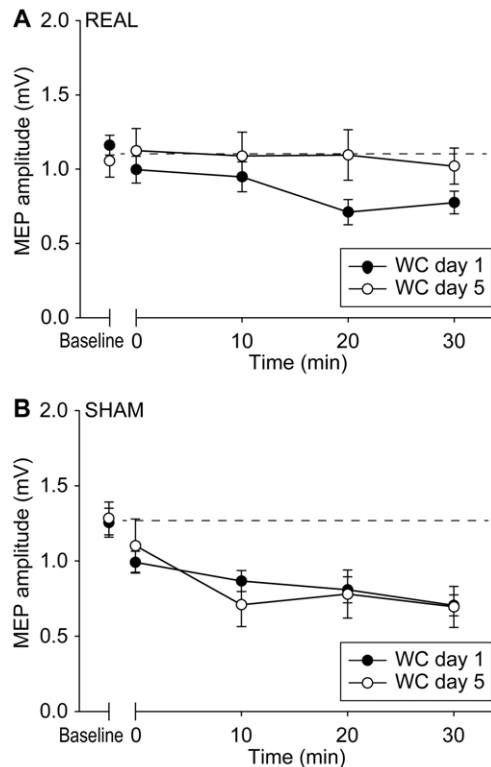 A REAL
2.0
1.5
1.0
0.5
0.0
MEP amplitude (mV)
WC day 1
WC day 5
Baseline 0 10 20 30
Time (min)
B SHAM
2.0
1.5
1.0
0.5
0.0
MEP amplitude (mV)
WC day 1
WC day 5
Baseline 0 10 20 30
Time (min)